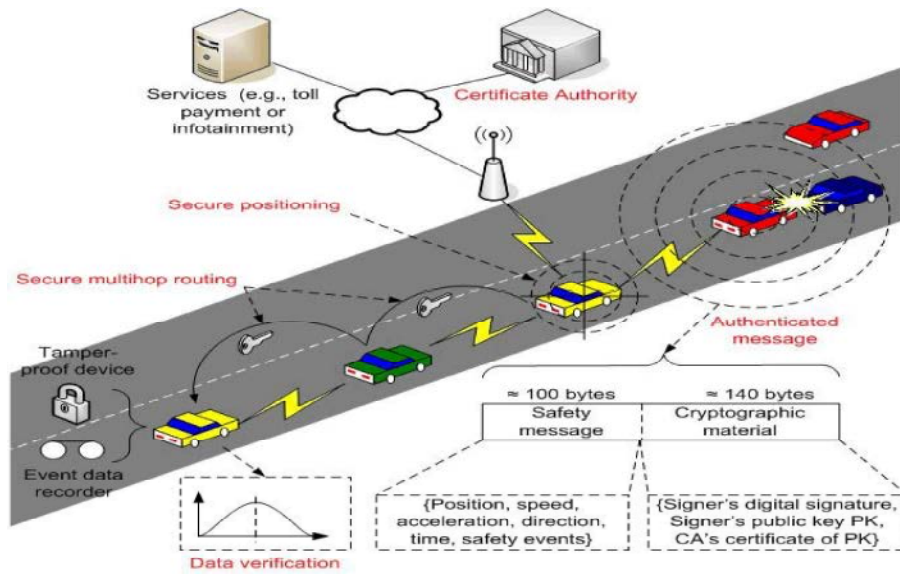 Services (e.g., toll
payment or
infotainment)
Certificate Authority
Secure positioning
Secure multihop routing
Authenticated
message
Tamper-
proof device
≈ 100 bytes
≈ 140 bytes
Safety
message
Cryptographic
material
Event data
recorder
{Position, speed,
acceleration, direction,
time, safety events}
{Signer's digital signature,
Signer's public key PK,
CA's certificate of PK}
Data verification